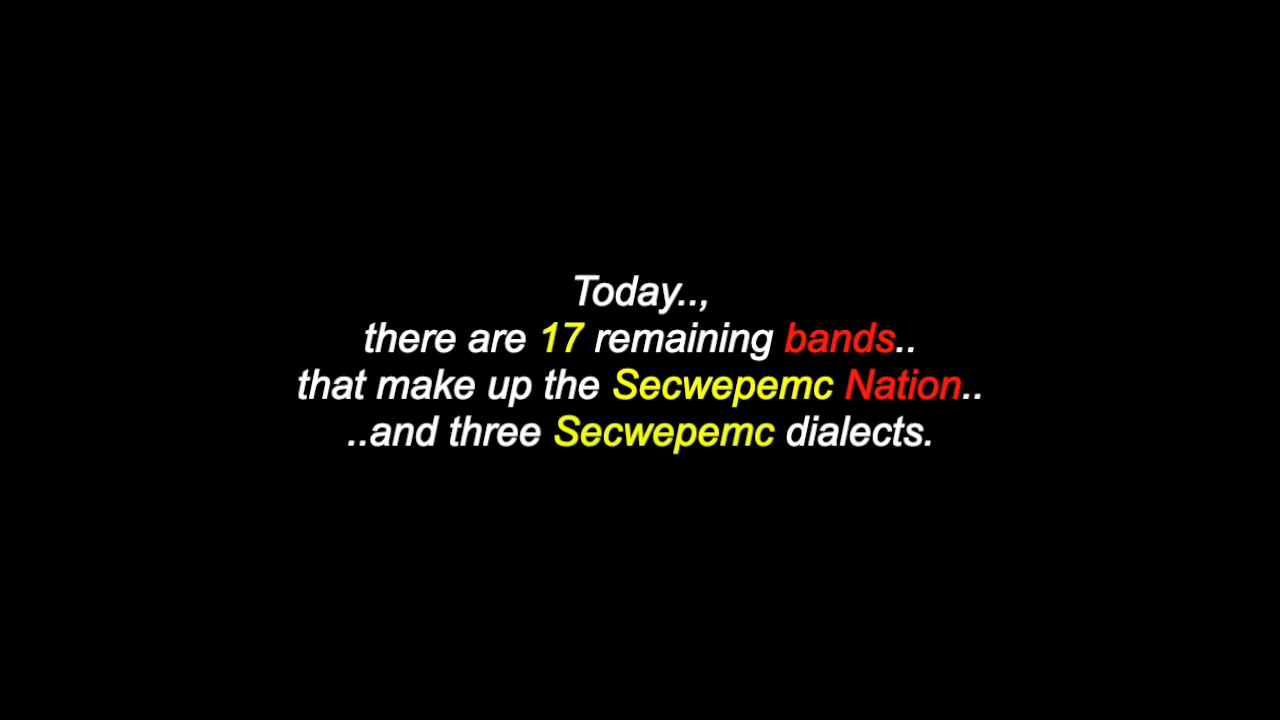 Today..,
there are 17 remaining bands..
that make up the Secwepemc Nation..
..and three Secwepemc dialects.